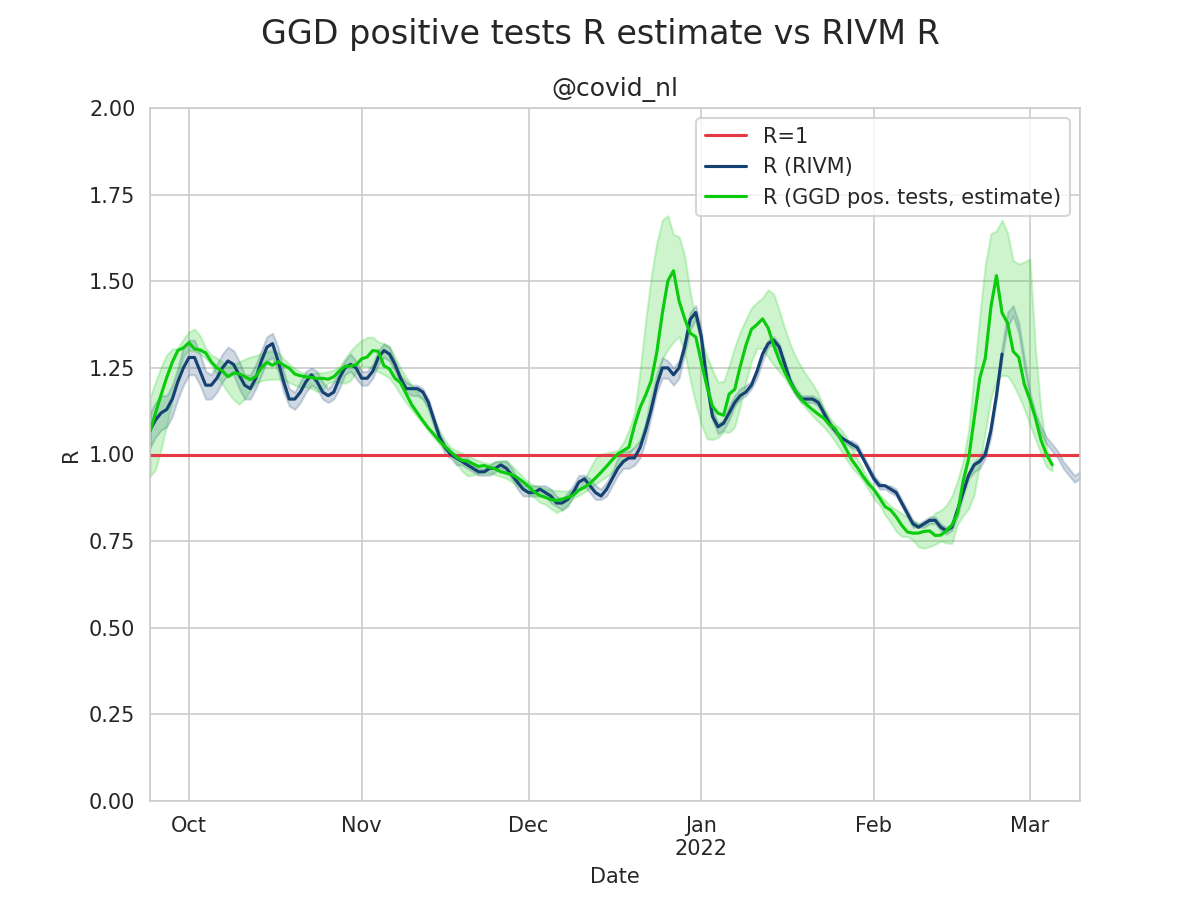 GGD positive tests R estimate vs RIVM R
@covid_nl
R=1
R (RIVM)
R (GGD pos. tests, estimate)
2.00
1.75
1.50
1.25
1.00
0.75
0.50
0.25
0.00
R
Oct
Nov
Dec
Jan
2022
Feb
Mar
Date